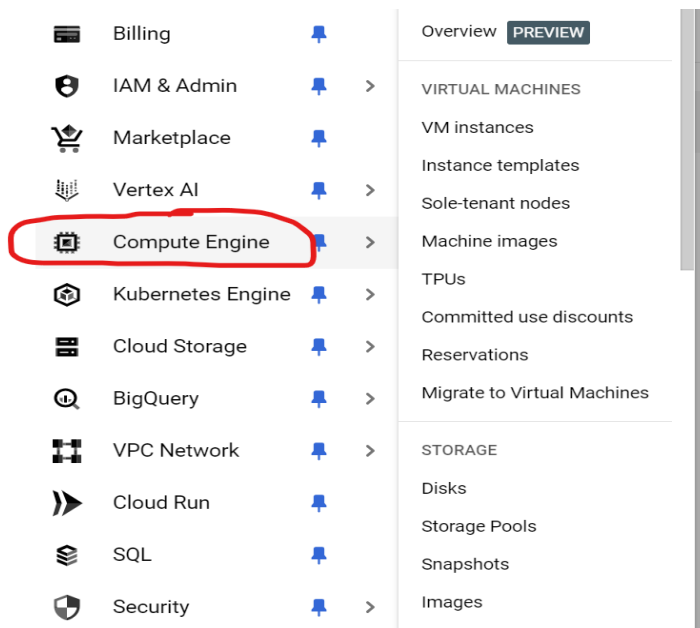 Billing
IAM & Admin
Marketplace
Vertex AI
Compute Engine
Kubernetes Engine
Cloud Storage
BigQuery
VPC Network
Cloud Run
SQL
Security
Overview PREVIEW
VIRTUAL MACHINES
VM instances
Instance templates
Sole-tenant nodes
Machine images
TPUs
Committed use discounts
Reservations
Migrate to Virtual Machines
STORAGE
Disks
Storage Pools
Snapshots
Images